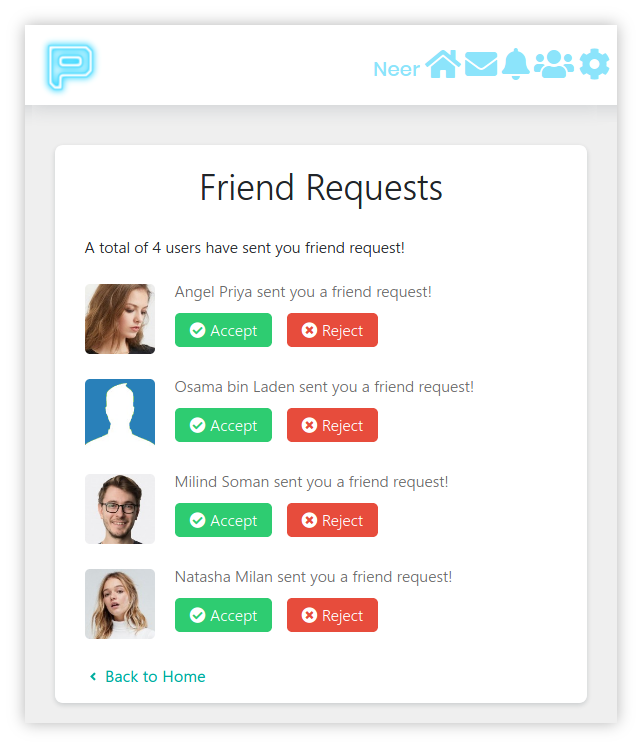 P
Neer
Friend Requests
A total of 4 users have sent you friend request!
Angel Priya sent you a friend request!
Accept Reject
Osama bin Laden sent you a friend request!
Accept Reject
Milind Soman sent you a friend request!
Accept Reject
Natasha Milan sent you a friend request!
Accept Reject
Back to Home